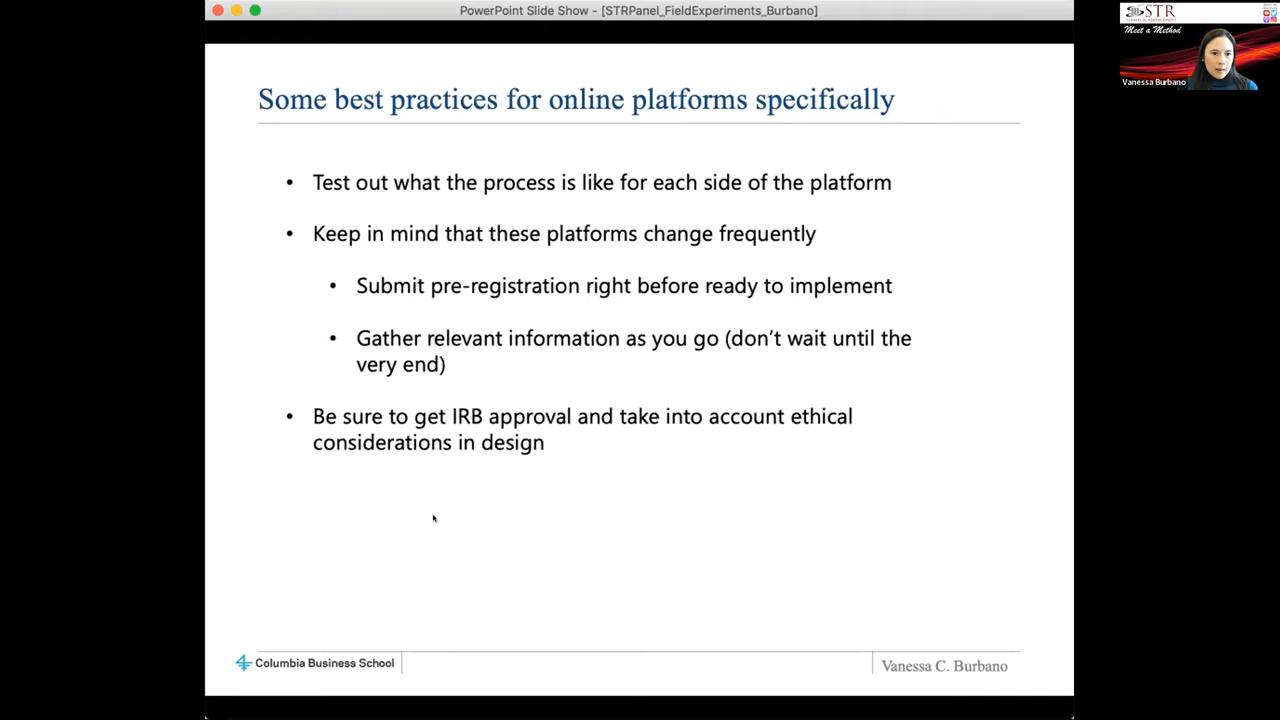 PowerPoint Slide Show - [STRPanel_FieldExperiments_Burbano]
STR
Meet a Method
Vanessa Burbano
Some best practices for online platforms specifically
• Test out what the process is like for each side of the platform
• Keep in mind that these platforms change frequently
• Submit pre-registration right before ready to implement
• Gather relevant information as you go (don’t wait until the
very end)
• Be sure to get IRB approval and take into account ethical
considerations in design
Columbia Business School
Vanessa C. Burbano